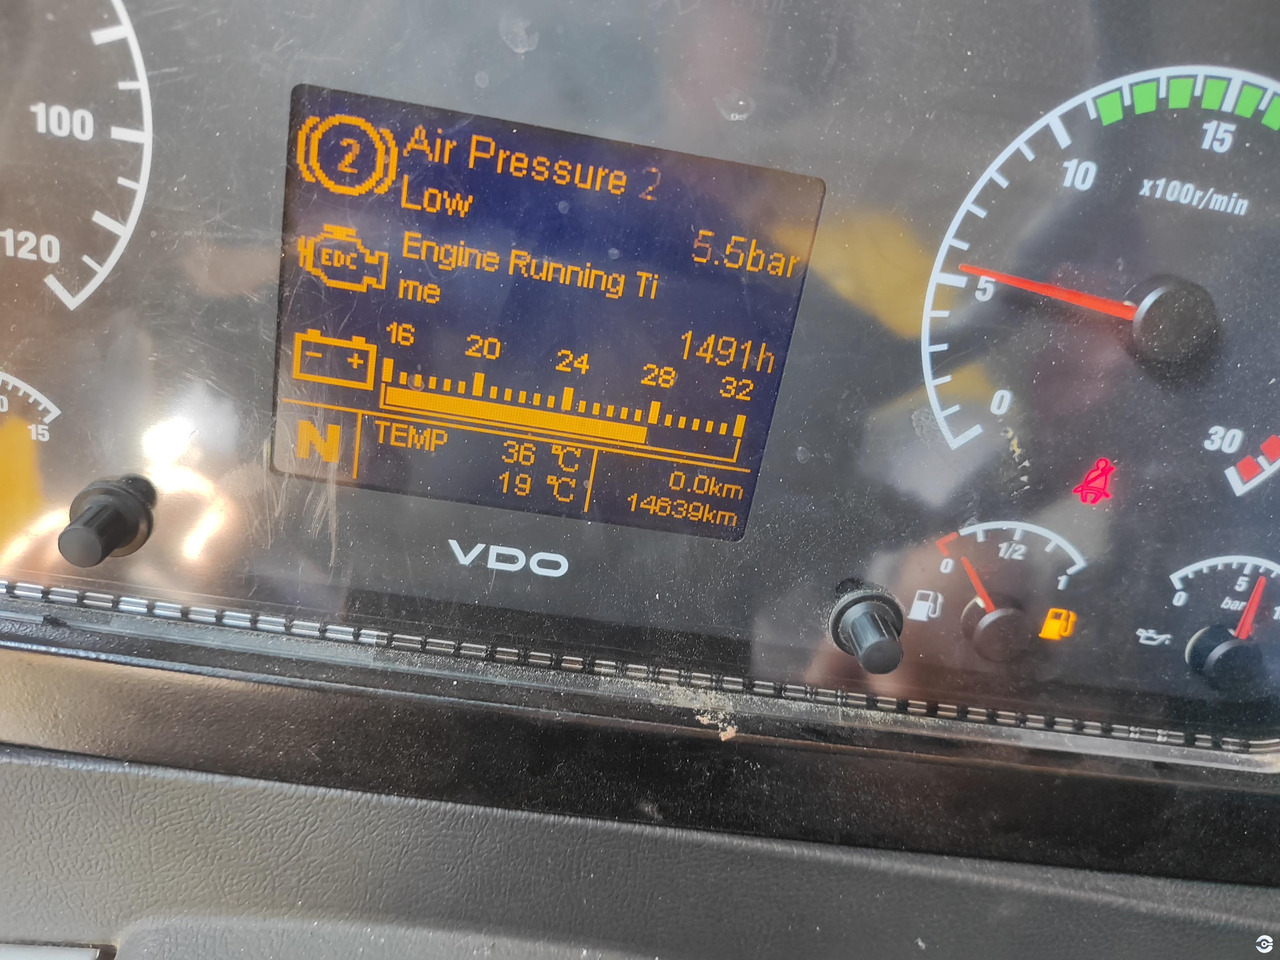 100
120
15
2
Air Pressure 2
Low
5.5bar
EDC
Engine Running Ti
me
1491h
16 20 24 28 32
- +
N
TEMP 36 °C
19 °C
0.0km
14639km
VDO
0
5
10
15
30
x100r/min
0 1/2 1
0 5
bar